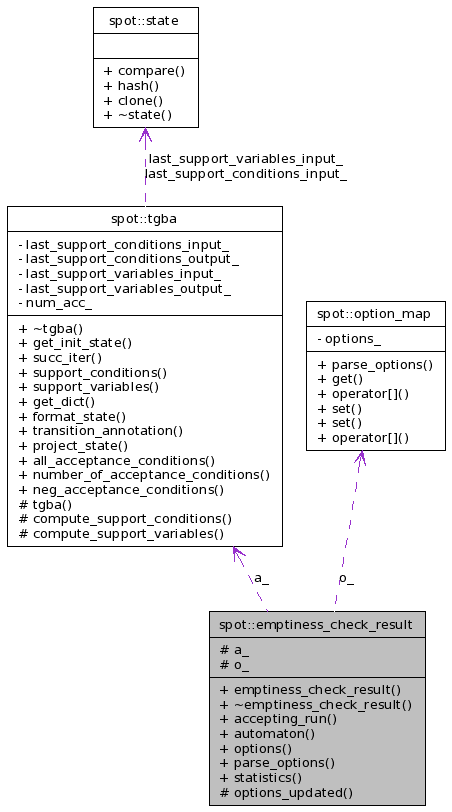 spot::state
+ compare()
+ hash()
+ clone()
+ ~state()
last_support_variables_input_
last_support_conditions_input_
spot::tgba
- last_support_conditions_input_
- last_support_conditions_output_
- last_support_variables_input_
- last_support_variables_output_
- num_acc_
+ ~tgba()
+ get_init_state()
+ succ_iter()
+ support_conditions()
+ support_variables()
+ get_dict()
+ format_state()
+ transition_annotation()
+ project_state()
+ all_acceptance_conditions()
+ number_of_acceptance_conditions()
+ neg_acceptance_conditions()
# tgba()
# compute_support_conditions()
# compute_support_variables()
spot::option_map
- options_
+ parse_options()
+ get()
+ operator[]()
+ set()
+ set()
+ operator[]()
a_
o_
spot::emptiness_check_result
# a_
# o_
+ emptiness_check_result()
+ ~emptiness_check_result()
+ accepting_run()
+ automaton()
+ options()
+ parse_options()
+ statistics()
# options_updated()